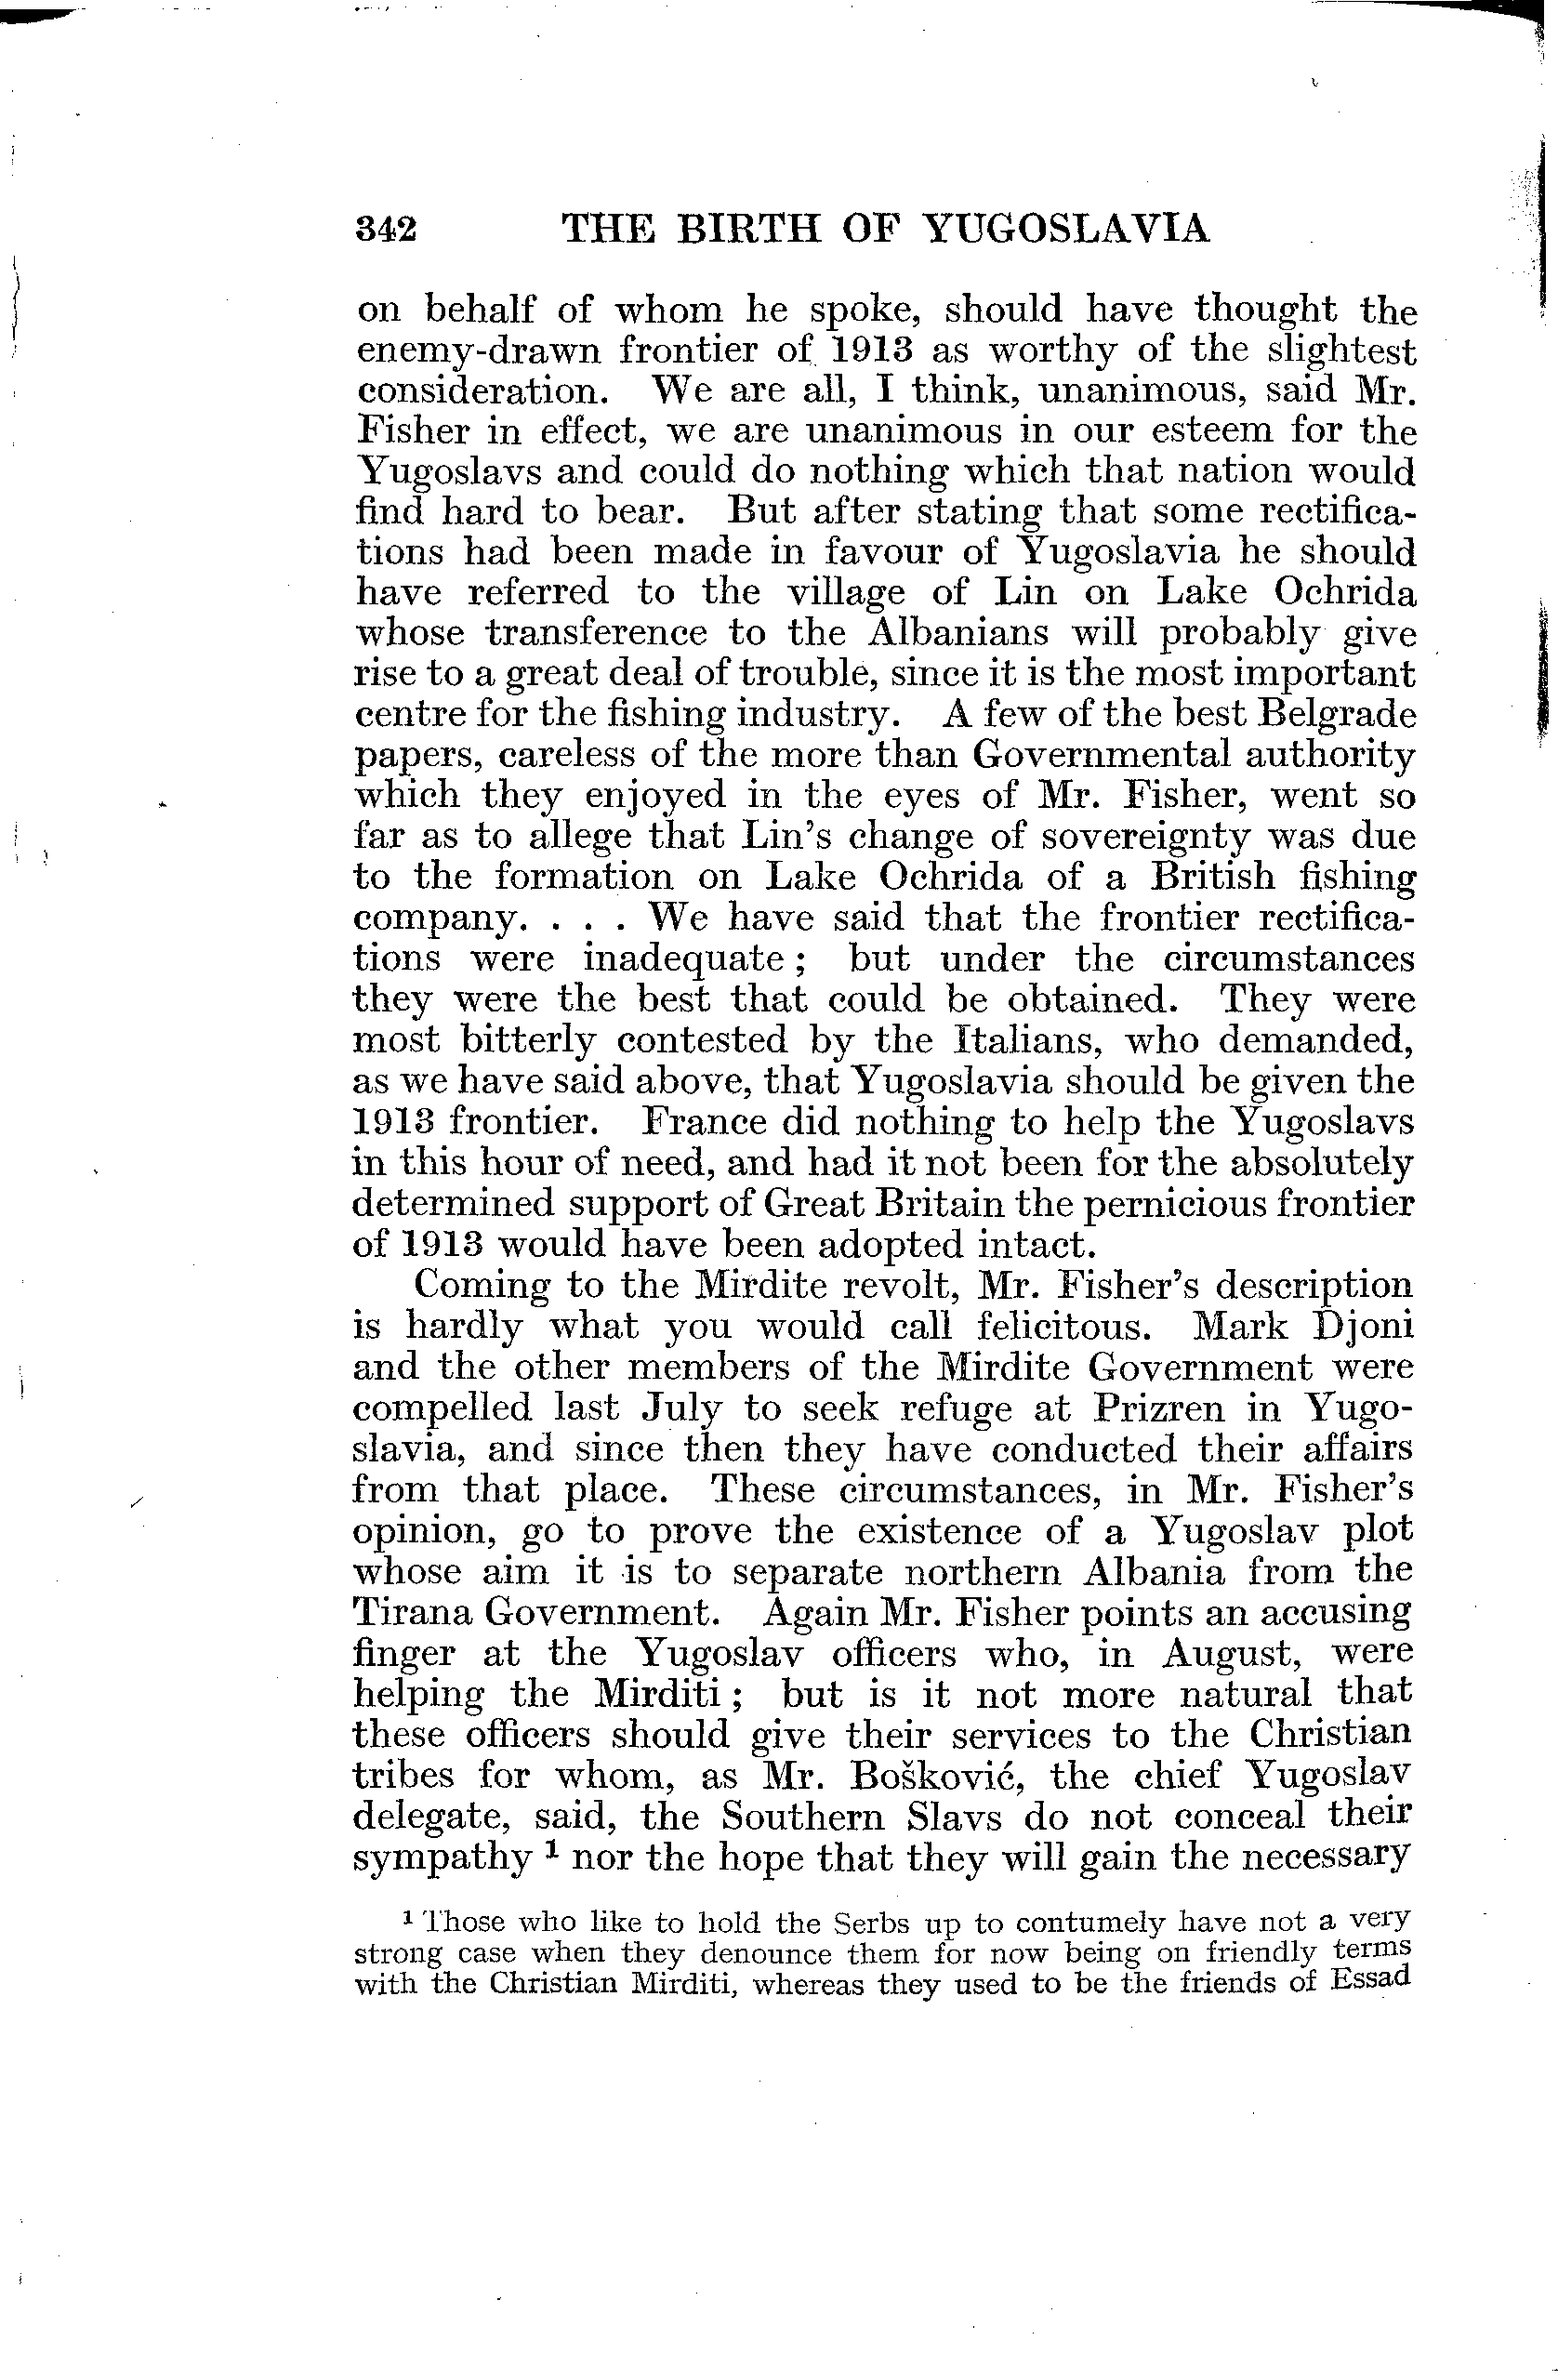 342 THE BIRTH OF YUGOSLAVIA
on behalf of whom he spoke, should have thought the
enemy-drawn frontier of 1913 as worthy of the slightest
consideration. We are all, I think, unanimous, said Mr.
Fisher in effect, we are unanimous in our esteem for the
Yugoslavs and could do nothing which that nation would
find hard to bear. But after stating that some rectifica-
tions had been made in favour of Yugoslavia he should
have referred to the village of Lin on Lake Ochrida
whose transference to the Albanians will probably give
rise to a great deal of trouble, since it is the most important
centre for the fishing industry. A few of the best Belgrade
papers, careless of the more than Governmental authority
which they enjoyed in the eyes of Mr. Fisher, went so
far as to allege that Lin's change of sovereignty was due
to the formation on Lake Ochrida of a British fishing
company. . . . We have said that the frontier rectifica-
tions were inadequate; but under the circumstances
they were the best that could be obtained. They were
most bitterly contested by the Italians, who demanded,
as we have said above, that Yugoslavia should be given the
1913 frontier. France did nothing to help the Yugoslavs
in this hour of need, and had it not been for the absolutely
determined support of Great Britain the pernicious frontier
of 1913 would have been adopted intact.
Coming to the Mirdite revolt, Mr. Fisher's description
is hardly what you would call felicitous. Mark Djoni
and the other members of the Mirdite Government were
compelled last July to seek refuge at Prizren in Yugo-
slavia, and since then they have conducted their affairs
from that place. These circumstances, in Mr. Fisher's
opinion, go to prove the existence of a Yugoslav plot
whose aim it is to separate northern Albania from the
Tirana Government. Again Mr. Fisher points an accusing
finger at the Yugoslav officers who, in August, were
helping the Mirditi; but is it not more natural that
these officers should give their services to the Christian
tribes for whom, as Mr. Bošković, the chief Yugoslav
delegate, said, the Southern Slavs do not conceal their
sympathy ¹ nor the hope that they will gain the necessary
¹ Those who like to hold the Serbs up to contumely have not a very
strong case when they denounce them for now being on friendly terms
with the Christian Mirditi, whereas they used to be the friends of Essad